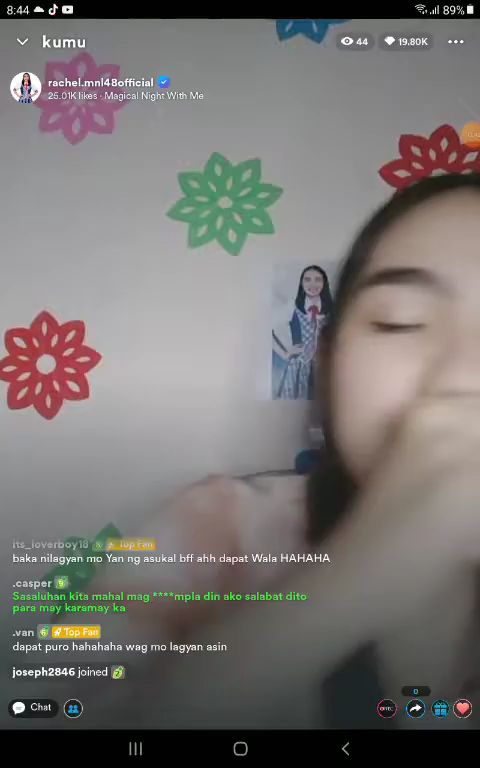 8:44
89%
kumu
44
19.80K
rachel.mnl48official
25.01K likes · Magical Night With Me
its_loverboy18 Top Fan
baka nilagyan mo Yan ng asukal bff ahh dapat Wala HAHAHA
.casper
Sasaluhan kita mahal mag ****mpla din ako salabat dito
para may karamay ka
.van 6 Top Fan
dapat puro hahahaha wag mo lagyan asin
joseph2846 joined
Chat
0